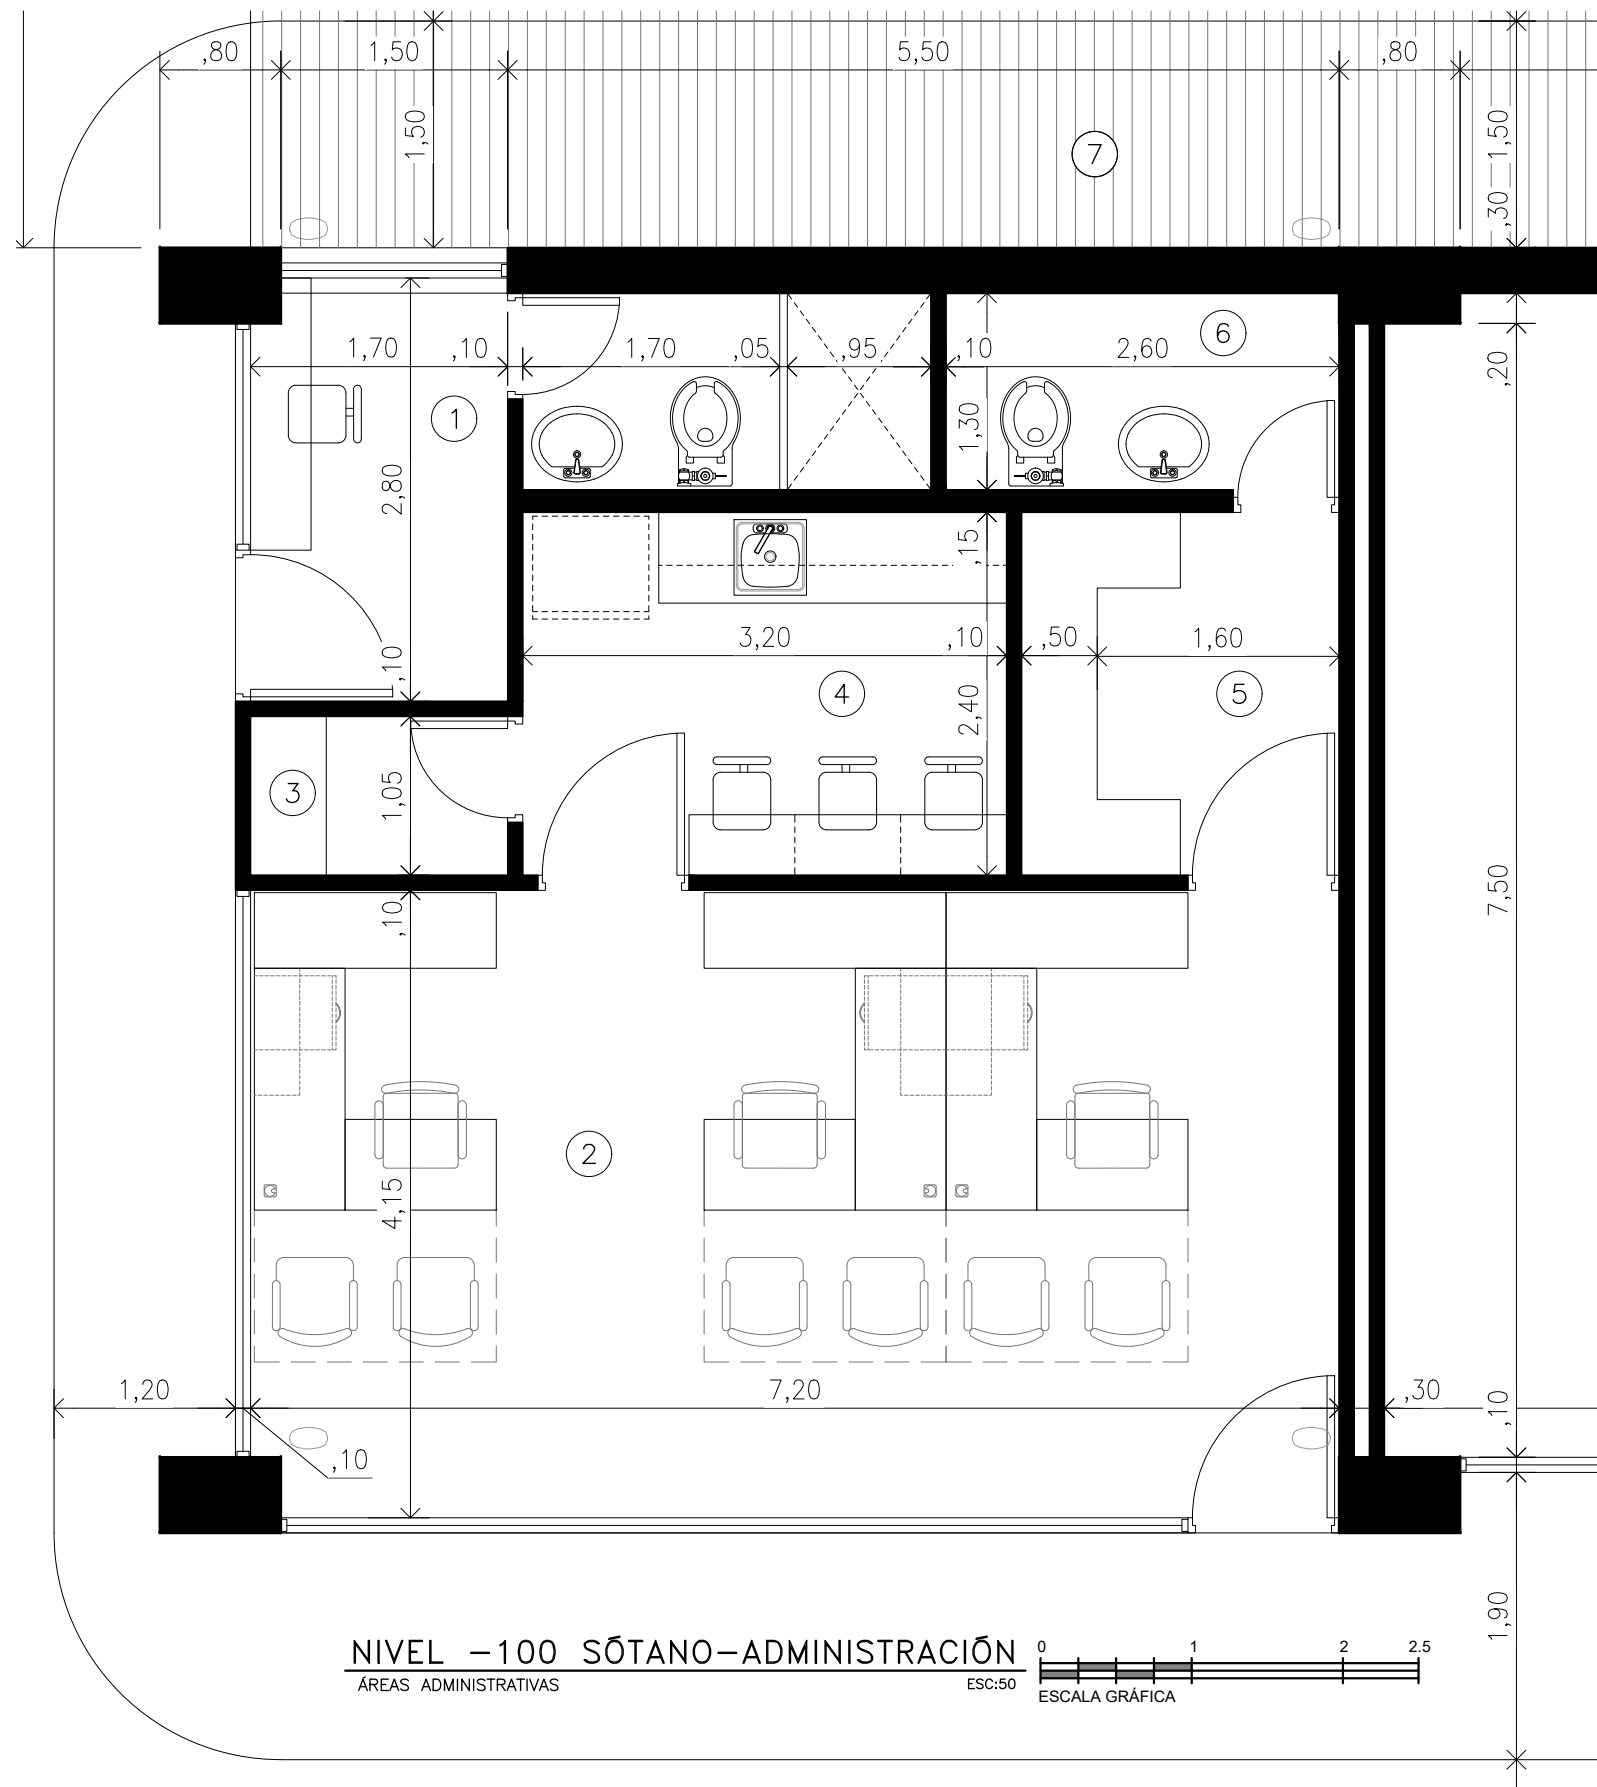 ,80 1,50 5,50 ,80
1,50
7
1,50
,30
1,70 ,10 1,70 ,05 ,95 ,10 2,60
6
1
1,30
,20
2,80
,15
3,20 ,10 ,50 1,60
,10
4
5
2,40
3
1,05
7,50
,10
2
4,15
1,20 7,20 ,30
,10
,10
1,90
NIVEL -100 SÓTANO-ADMINISTRACIÓN
ÁREAS ADMINISTRATIVAS ESC:50
0 1 2 2.5
ESCALA GRÁFICA